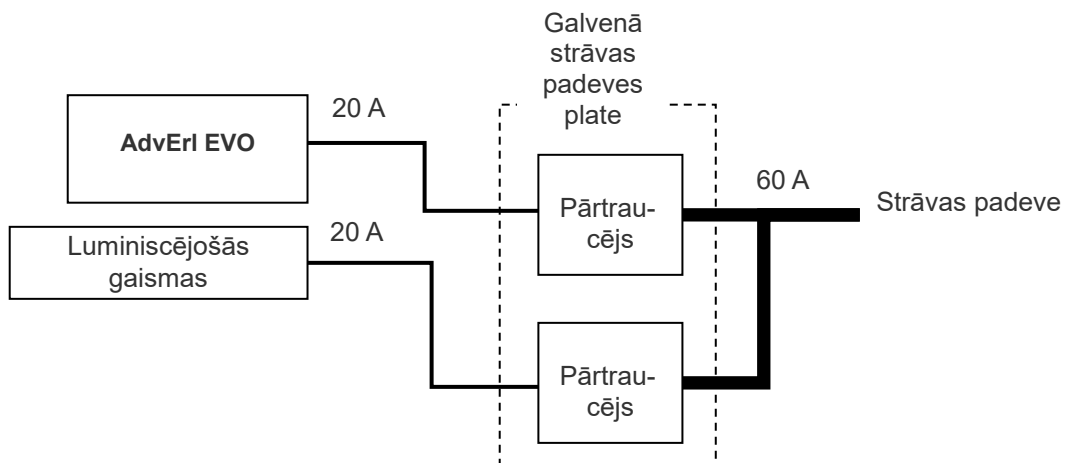 Galvenā
strāvas
padeves
plate
20 A
AdvErl EVO
60 A
Pārtrau-
cējs
Strāvas padeve
20 A
Luminiscējošās
gaismas
Pārtrau-
cējs